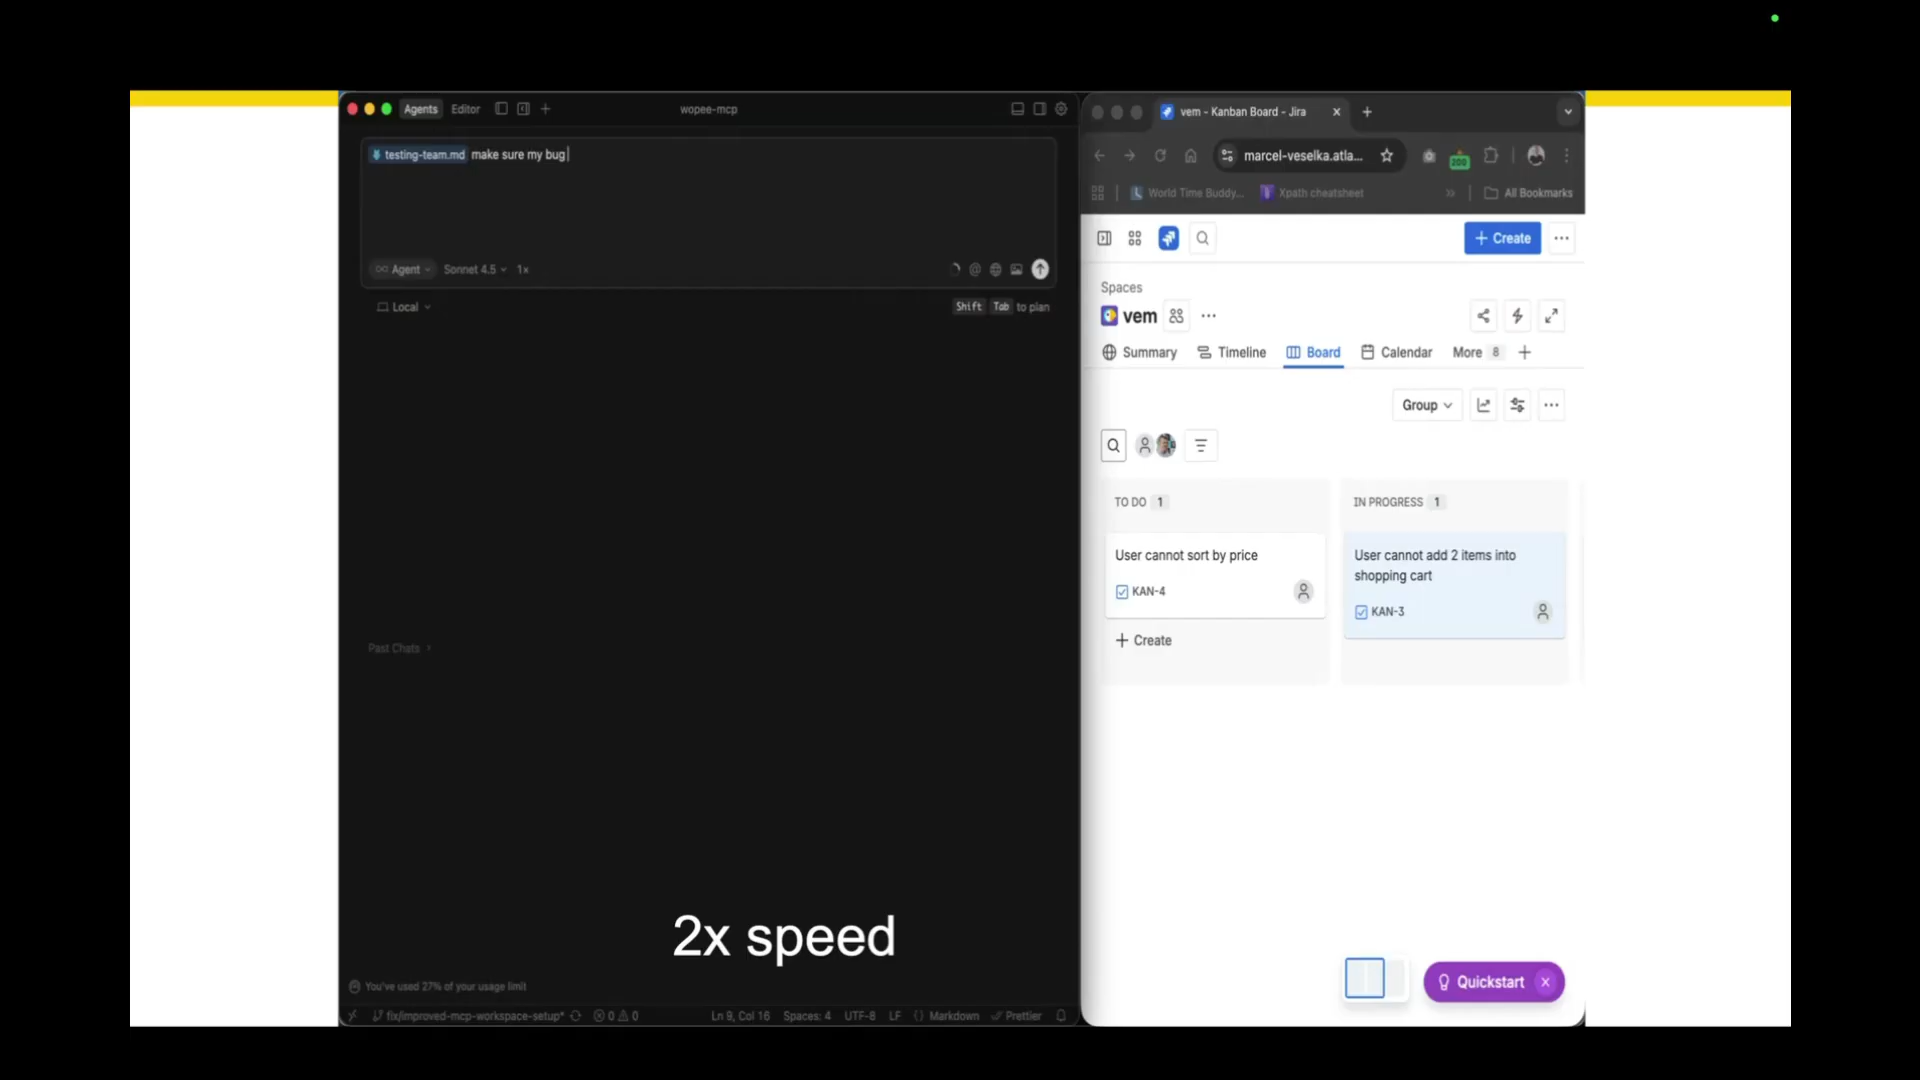 Agents Editor wopee-mcp
testing-team.md make sure my bug
Agent Sonnet 4.5 1x
Local Shift Tab to plan
Past Chats
2x speed
You've used 27% of your usage limit
fix/improved-mcp-workspace-setup* 0 0 Ln 9, Col 16 Spaces: 4 UTF-8 LF {} Markdown Prettier
vem - Kanban Board - Jira
marcel-veselka.atla... 200
World Time Buddy... Xpath cheatsheet >> All Bookmarks
+ Create
Spaces
vem
Summary Timeline Board Calendar More 8
Group
TO DO 1
User cannot sort by price
KAN-4
+ Create
IN PROGRESS 1
User cannot add 2 items into
shopping cart
KAN-3
Quickstart